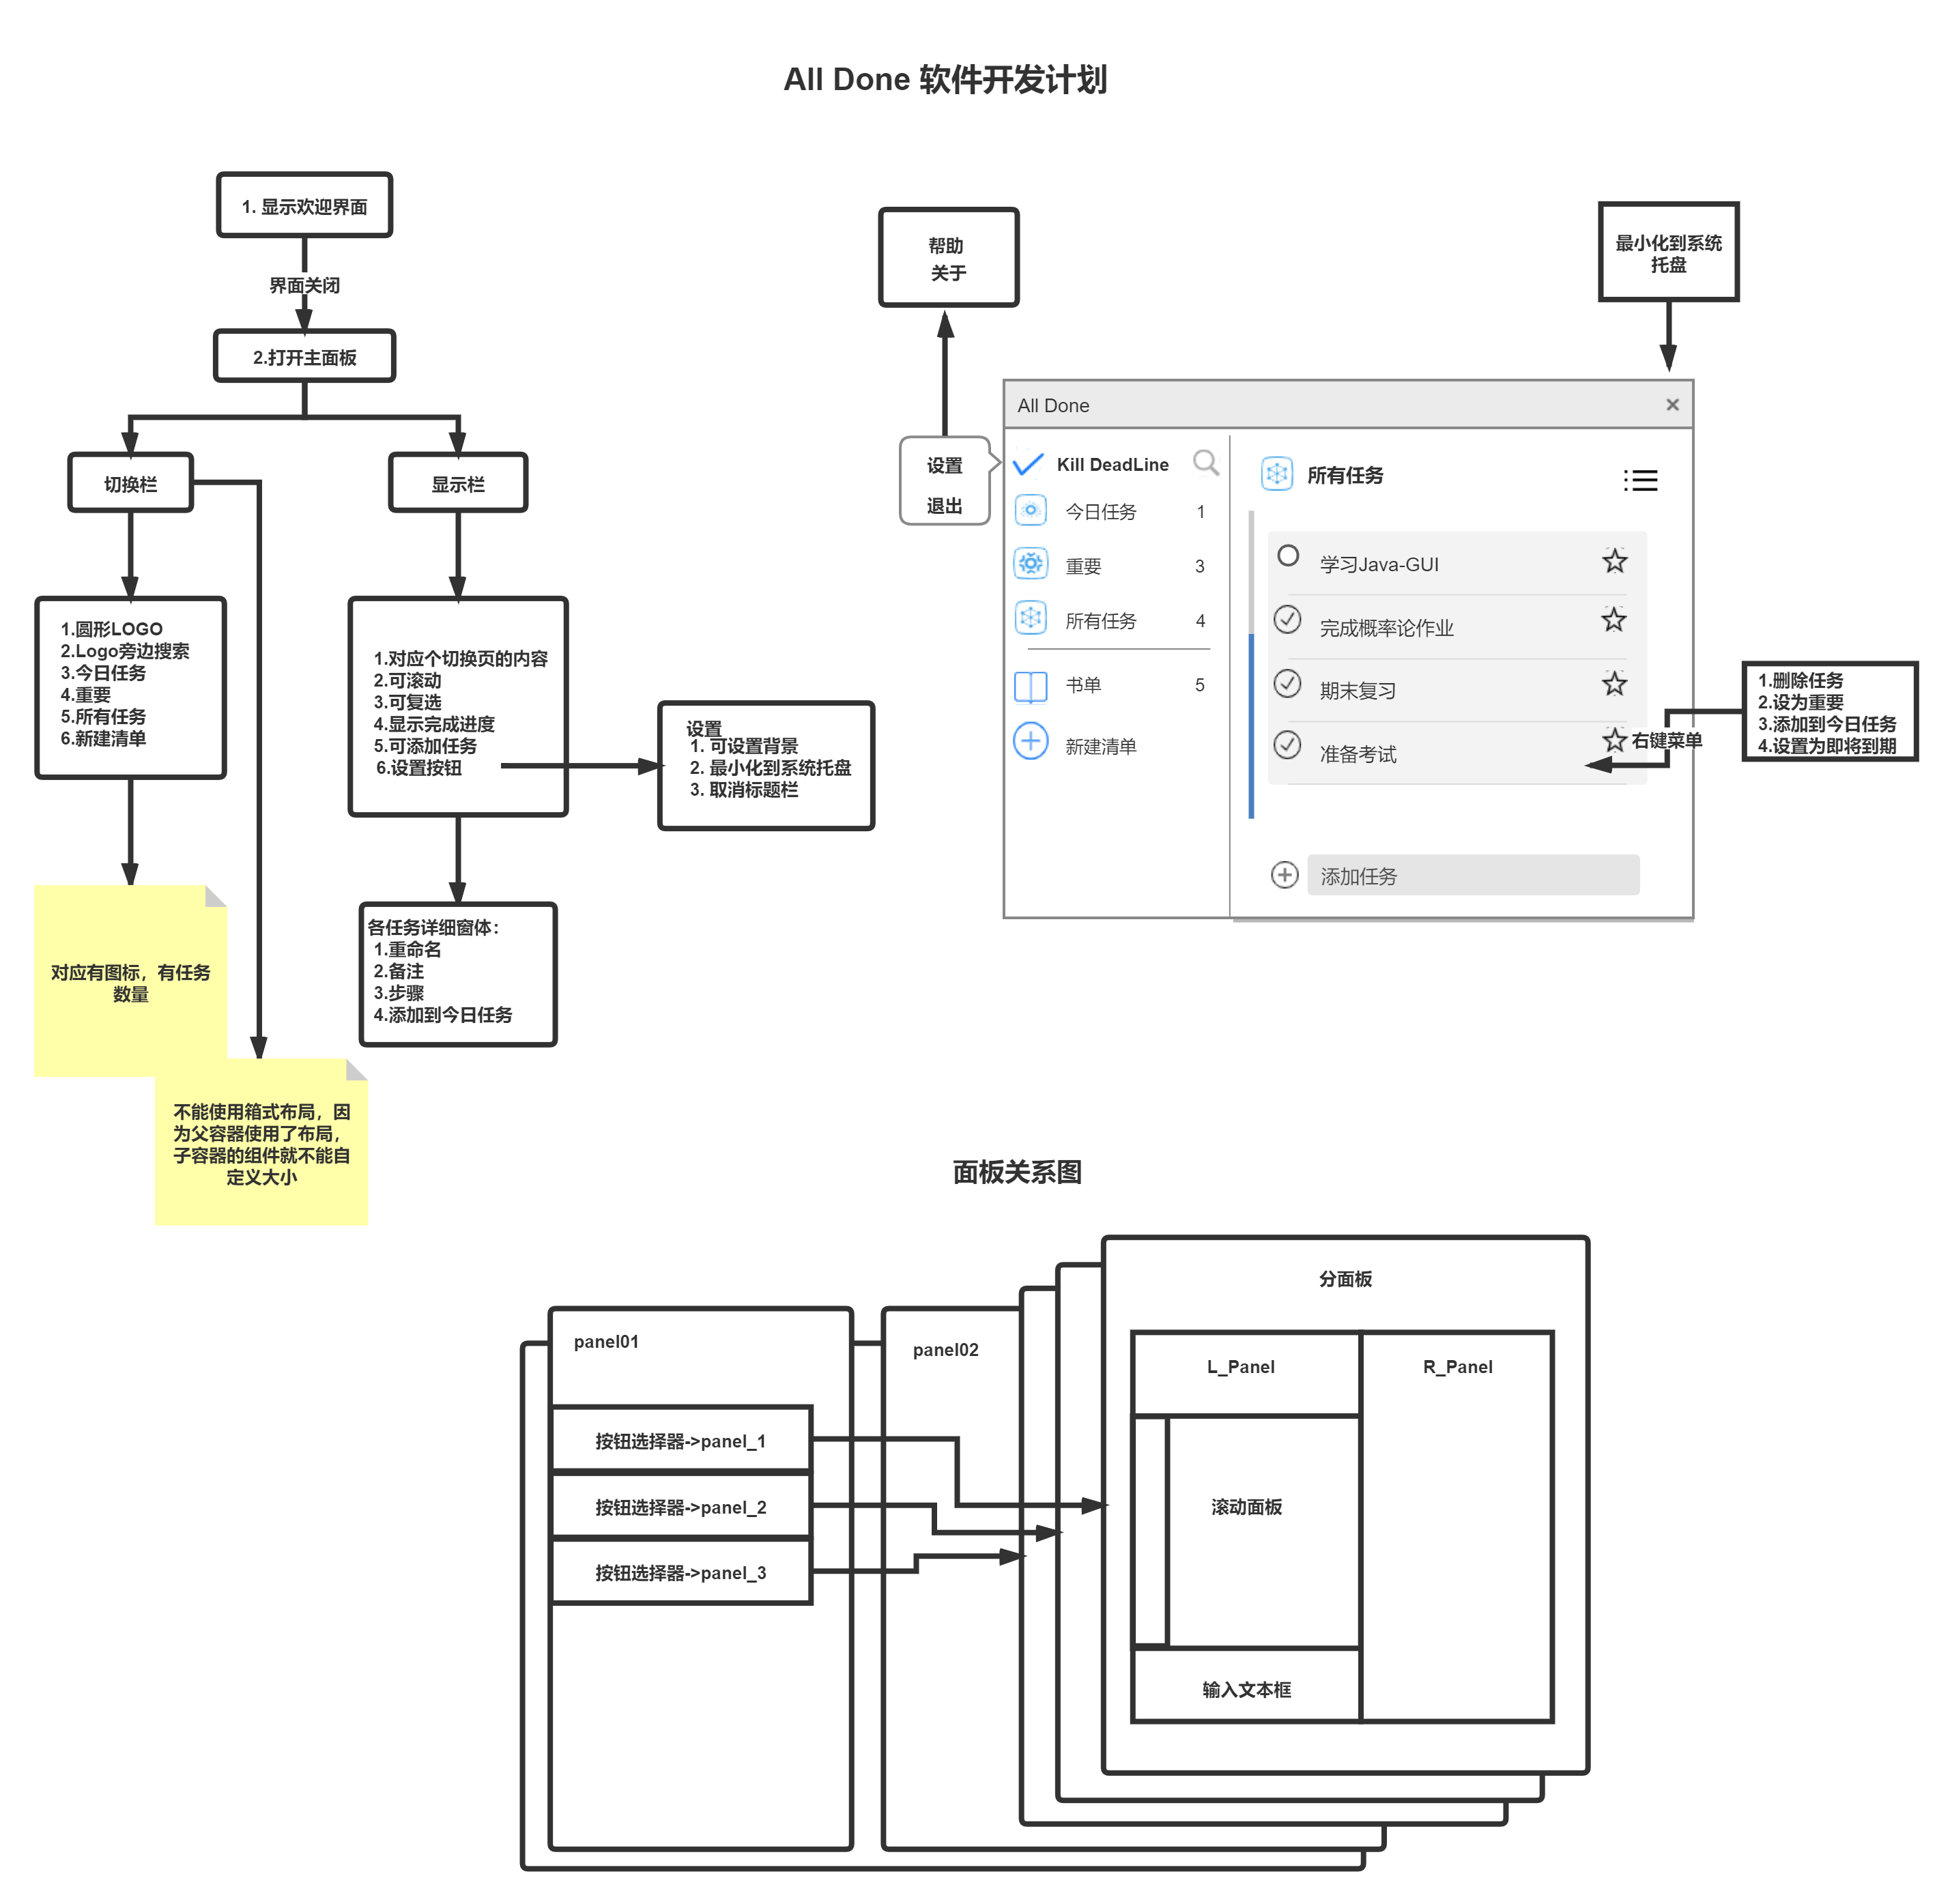 All Done 软件开发计划
1. 显示欢迎界面
界面关闭
2.打开主面板
切换栏
显示栏
1.圆形LOGO
2.Logo旁边搜索
3.今日任务
4.重要
5.所有任务
6.新建清单
1.对应个切换页的内容
2.可滚动
3.可复选
4.显示完成进度
5.可添加任务
6.设置按钮
设置
1. 可设置背景
2. 最小化到系统托盘
3. 取消标题栏
对应有图标，有任务
数量
各任务详细窗体：
1.重命名
2.备注
3.步骤
4.添加到今日任务
不能使用箱式布局，因
为父容器使用了布局，
子容器的组件就不能自
定义大小
帮助
关于
设置
退出
最小化到系统
托盘
All Done
Kill DeadLine
今日任务 1
重要 3
所有任务 4
书单 5
新建清单
所有任务
学习Java-GUI
完成概率论作业
期末复习
准备考试
添加任务
右键菜单
1.删除任务
2.设为重要
3.添加到今日任务
4.设置为即将到期
面板关系图
panel01
按钮选择器->panel_1
按钮选择器->panel_2
按钮选择器->panel_3
panel02
分面板
L_Panel
R_Panel
滚动面板
输入文本框